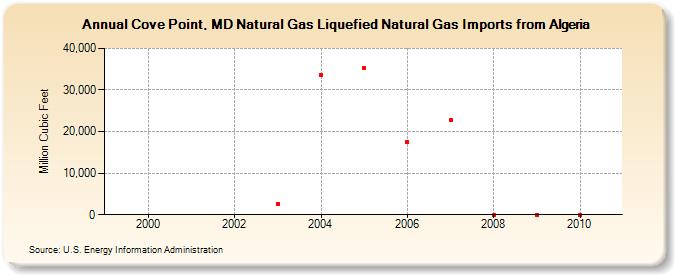 Annual Cove Point, MD Natural Gas Liquefied Natural Gas Imports from Algeria
Million Cubic Feet
40,000
30,000
20,000
10,000
0
2000 2002 2004 2006 2008 2010
Source: U.S. Energy Information Administration